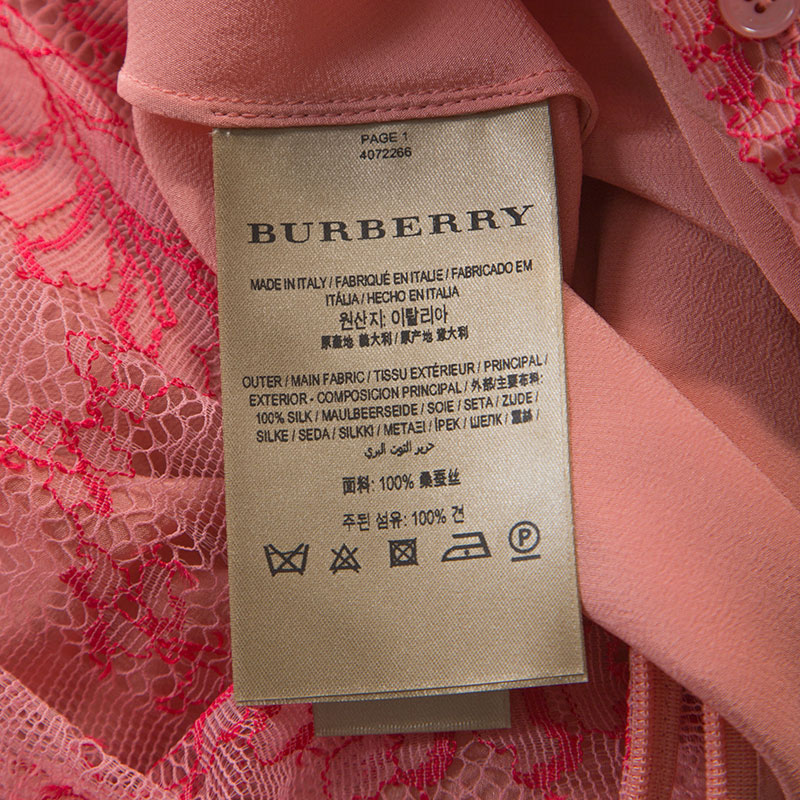 PAGE 1
4072266
BURBERRY
MADE IN ITALY / FABRIQUÉ EN ITALIE / FABRICADO EM
ITÁLIA / HECHO EN ITALIA
원산지: 이탈리아
原產地 義大利 / 原产地 意大利
OUTER / MAIN FABRIC / TISSU EXTÉRIEUR / PRINCIPAL /
EXTERIOR - COMPOSICION PRINCIPAL / 外部/主要布料:
100% SILK / MAULBEERSEIDE / SOIE / SETA / ZIJDE /
SILKE / SEDA / SILKKI / ΜΕΤΑΞΙ / İPEK / ШЕЛК / 蠶絲 /
حرير التوت البري
面料: 100% 桑蚕丝
주된 섬유: 100% 견
P